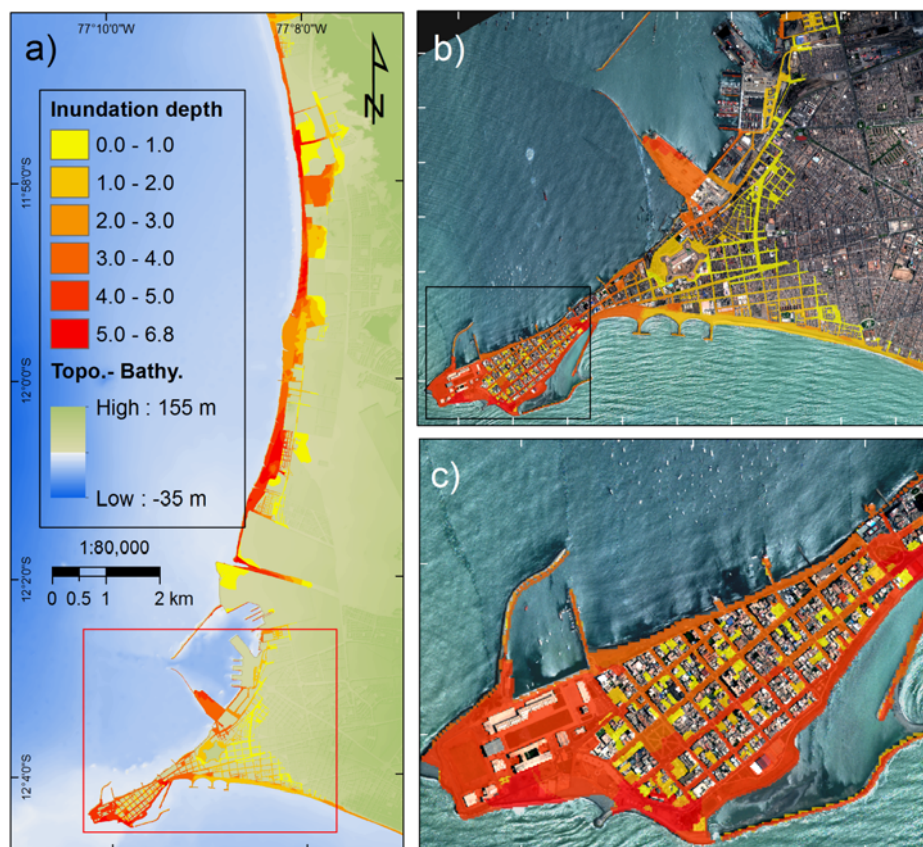 a)
77°10'0"W
77°8'0"W
N
Inundation depth
0.0 - 1.0
1.0 - 2.0
2.0 - 3.0
3.0 - 4.0
4.0 - 5.0
5.0 - 6.8
Topo.- Bathy.
High : 155 m
Low : -35 m
1:80,000
0 0.5 1 2 km
11°58'0"S
12°0'0"S
12°2'0"S
12°4'0"S
b)
c)